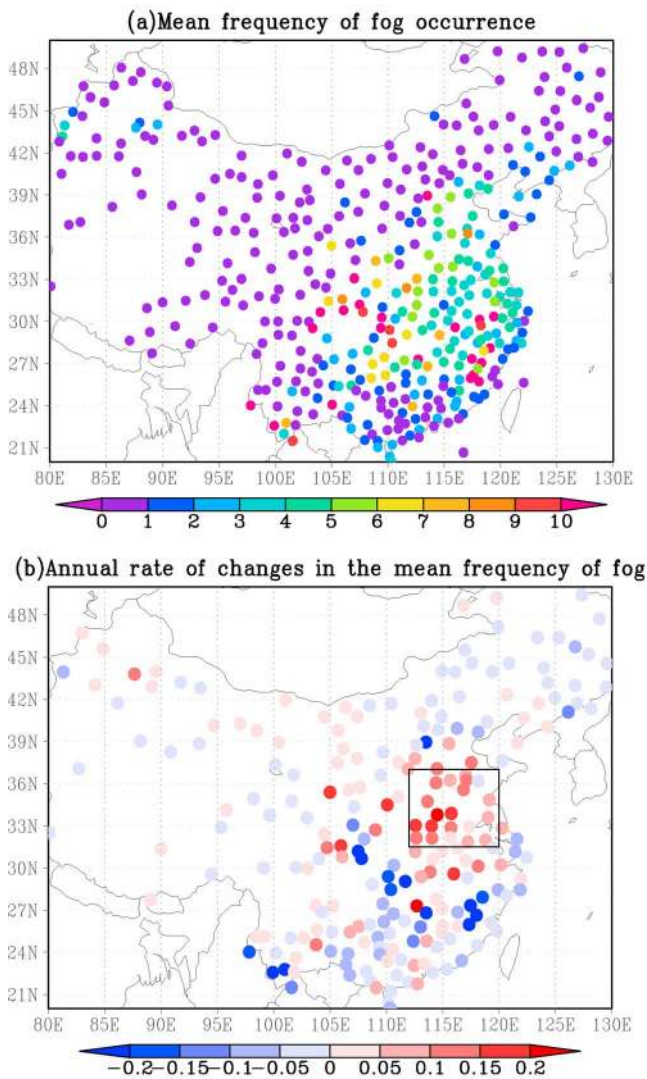 (a)Mean frequency of fog occurrence
48N
45N
42N
39N
36N
33N
30N
27N
24N
21N
80E 85E 90E 95E 100E 105E 110E 115E 120E 125E 130E
0 1 2 3 4 5 6 7 8 9 10
(b)Annual rate of changes in the mean frequency of fog
48N
45N
42N
39N
36N
33N
30N
27N
24N
21N
80E 85E 90E 95E 100E 105E 110E 115E 120E 125E 130E
-0.2 -0.15 -0.1 -0.05 0 0.05 0.1 0.15 0.2